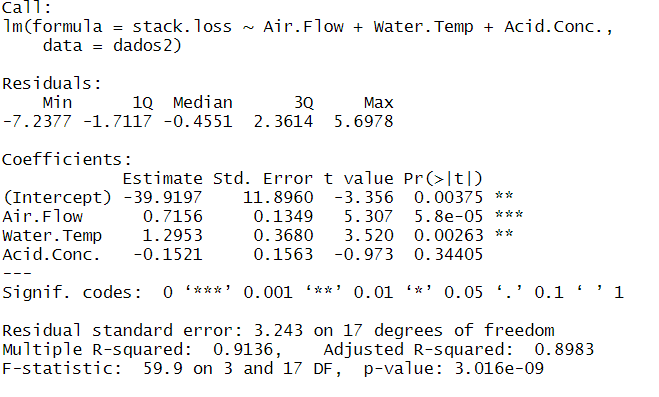 Call:
lm(formula = stack.loss ~ Air.Flow + Water.Temp + Acid.Conc.,
    data = dados2)

Residuals:
    Min      1Q  Median      3Q     Max
-7.2377 -1.7117 -0.4551  2.3614  5.6978

Coefficients:
            Estimate Std. Error t value Pr(>|t|)
(Intercept) -39.9197    11.8960  -3.356  0.00375 **
Air.Flow      0.7156     0.1349   5.307  5.8e-05 ***
Water.Temp    1.2953     0.3680   3.520  0.00263 **
Acid.Conc.   -0.1521     0.1563  -0.973  0.34405
---
Signif. codes:  0 ‘***’ 0.001 ‘**’ 0.01 ‘*’ 0.05 ‘.’ 0.1 ‘ ’ 1

Residual standard error: 3.243 on 17 degrees of freedom
Multiple R-squared:  0.9136,    Adjusted R-squared:  0.8983
F-statistic:  59.9 on 3 and 17 DF,  p-value: 3.016e-09